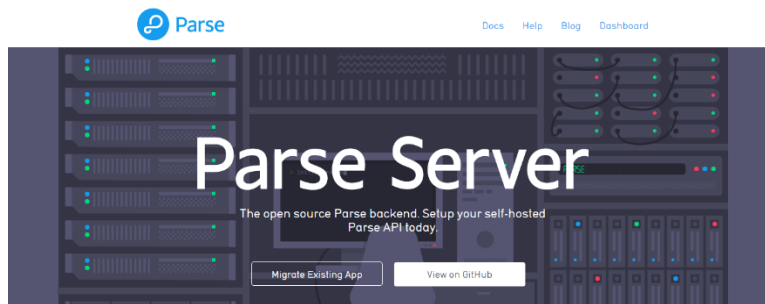 Parse
Docs Help Blog Dashboard
Parse Server
PARSE
The open source Parse backend. Setup your self-hosted
Parse API today.
Migrate Existing App View on GitHub